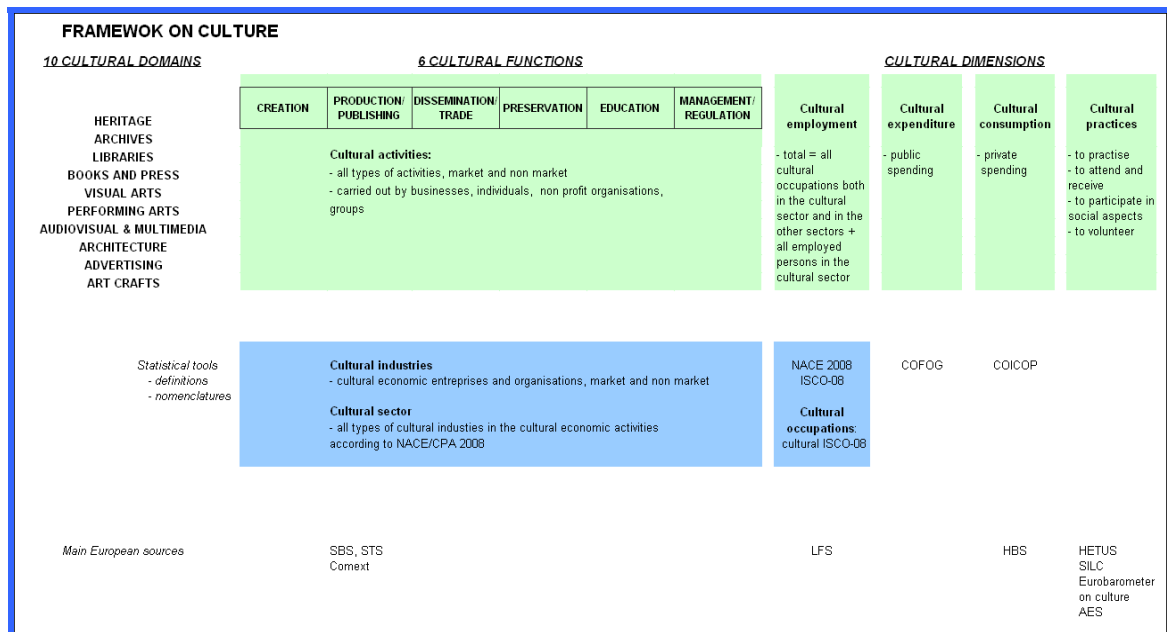 FRAMEWOK ON CULTURE
10 CULTURAL DOMAINS
6 CULTURAL FUNCTIONS
CULTURAL DIMENSIONS
HERITAGE
ARCHIVES
LIBRARIES
BOOKS AND PRESS
VISUAL ARTS
PERFORMING ARTS
AUDIOVISUAL & MULTIMEDIA
ARCHITECTURE
ADVERTISING
ART CRAFTS
CREATION
PRODUCTION/
PUBLISHING
DISSEMINATION/
TRADE
PRESERVATION
EDUCATION
MANAGEMENT/
REGULATION
Cultural activities:
- all types of activities, market and non market
- carried out by businesses, individuals,  non profit organisations,
groups
Cultural
employment
- total = all
cultural
occupations both
in the cultural
sector and in the
other sectors +
all employed
persons in the
cultural sector
Cultural
expenditure
- public
spending
Cultural
consumption
- private
spending
Cultural
practices
- to practise
- to attend and
receive
- to participate in
social aspects
- to volunteer
Statistical tools
- definitions
- nomenclatures
Cultural industries
- cultural economic entreprises and organisations, market and non market
Cultural sector
- all types of cultural industies in the cultural economic activities
according to NACE/CPA 2008
NACE 2008
ISCO-08
Cultural
occupations:
cultural ISCO-08
COFOG
COICOP
Main European sources
SBS, STS
Comext
LFS
HBS
HETUS
SILC
Eurobarometer
on culture
AES